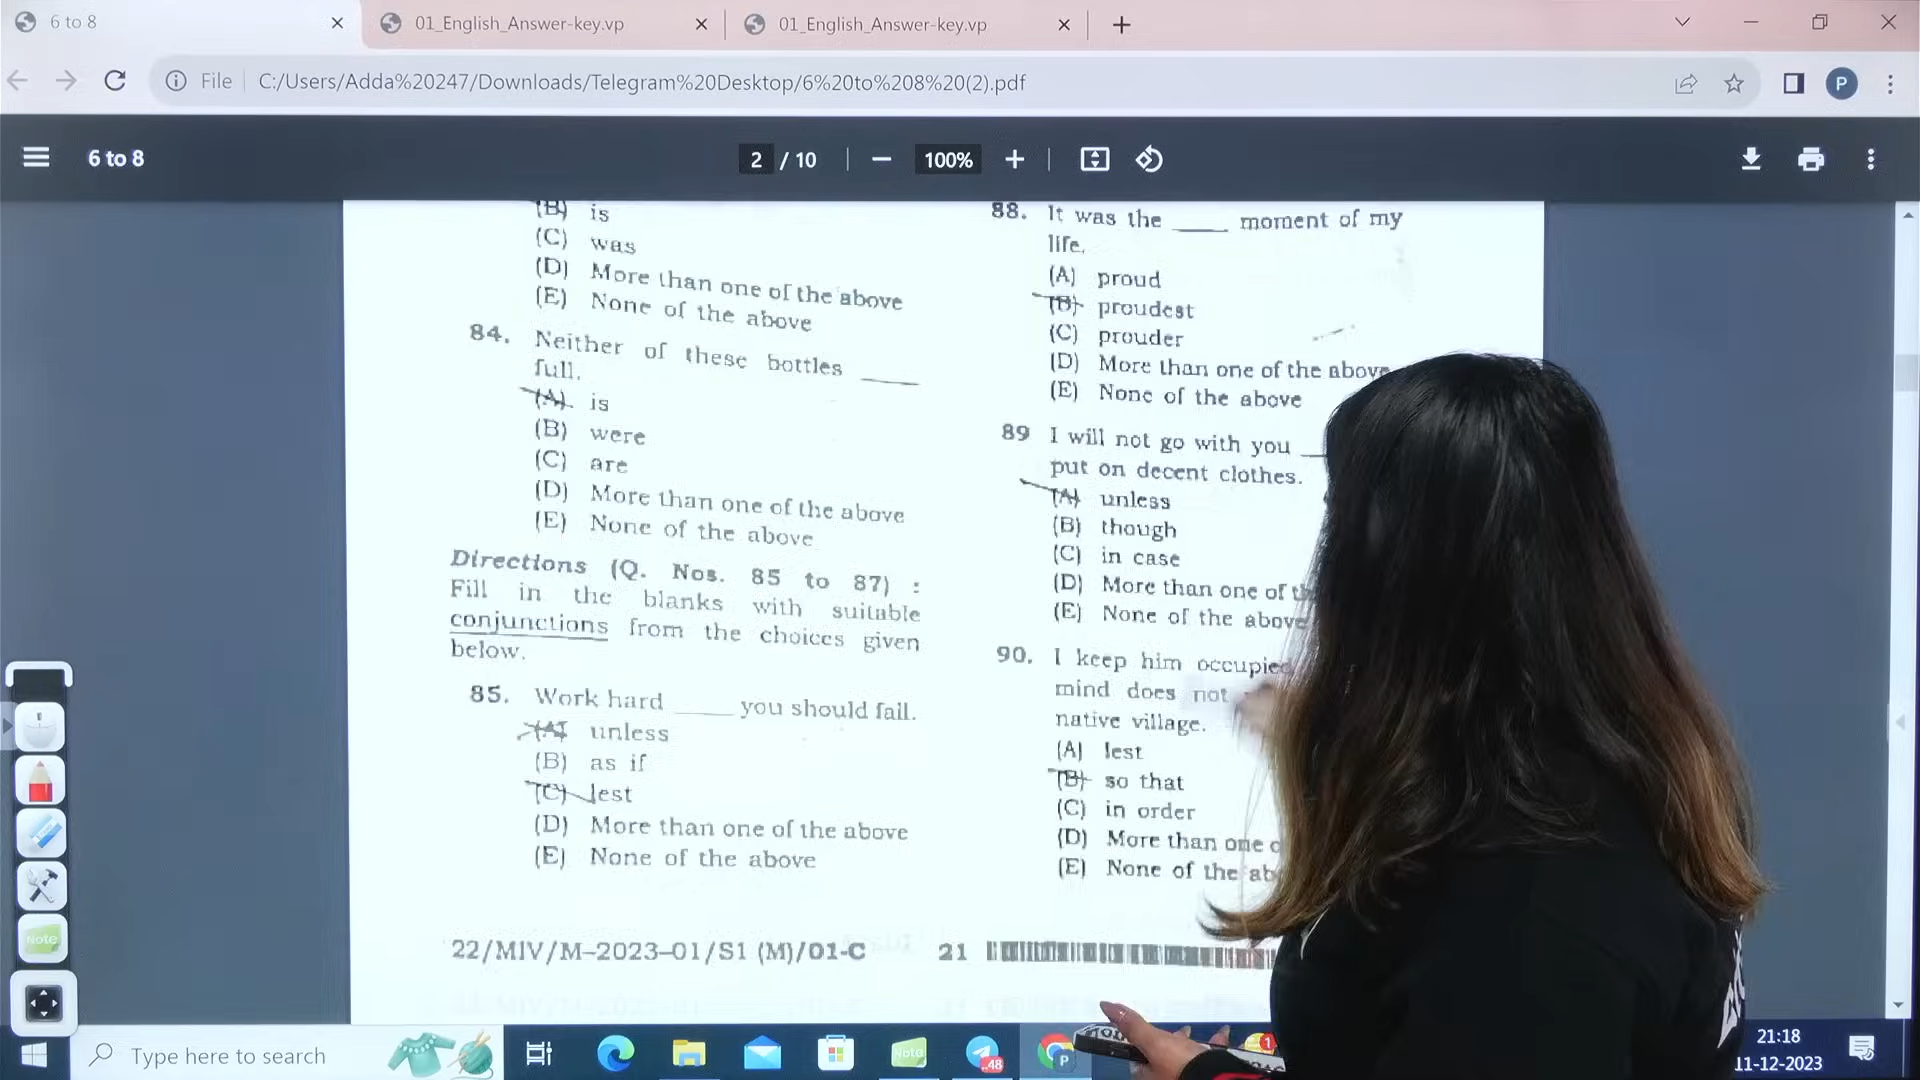 6 to 8
01_English_Answer-key.vp
01_English_Answer-key.vp
File
C:/Users/Adda%20247/Downloads/Telegram%20Desktop/6%20to%208%20(2).pdf
P
6 to 8
2 / 10
100%
(B) is
(C) was
(D) More than one of the above
(E) None of the above
84. Neither of these bottles ____
full.
(A) is
(B) were
(C) are
(D) More than one of the above
(E) None of the above
Directions (Q. Nos. 85 to 87) :
Fill in the blanks with suitable
conjunctions from the choices given
below.
85. Work hard ____ you should fail.
(A) unless
(B) as if
(C) lest
(D) More than one of the above
(E) None of the above
22/MIV/M-2023-01/S1 (M)/01-C
21
88. It was the ____ moment of my
life.
(A) proud
(B) proudest
(C) prouder
(D) More than one of the above
(E) None of the above
89 I will not go with you
put on decent clothes.
(A) unless
(B) though
(C) in case
(D) More than one of
(E) None of the above
90. I keep him occupied
mind does not
native village.
(A) lest
(B) so that
(C) in order
(D) More than one
(E) None of the
Note
Type here to search
Note
48
P
1
21:18
11-12-2023